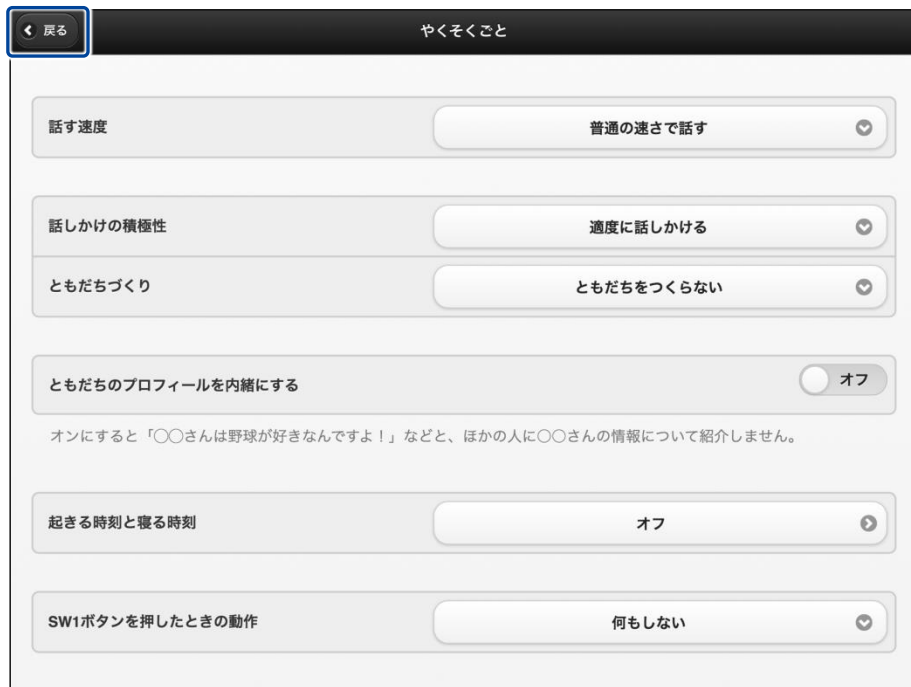 戻る
やくそくごと
話す速度
普通の速さで話す
話しかけの積極性
適度に話しかける
ともだちづくり
ともだちをつくらない
ともだちのプロフィールを内緒にする
オフ
オンにすると「○○さんは野球が好きなんですよ！」などと、ほかの人に○○さんの情報について紹介しません。
起きる時刻と寝る時刻
オフ
SW1ボタンを押したときの動作
何もしない